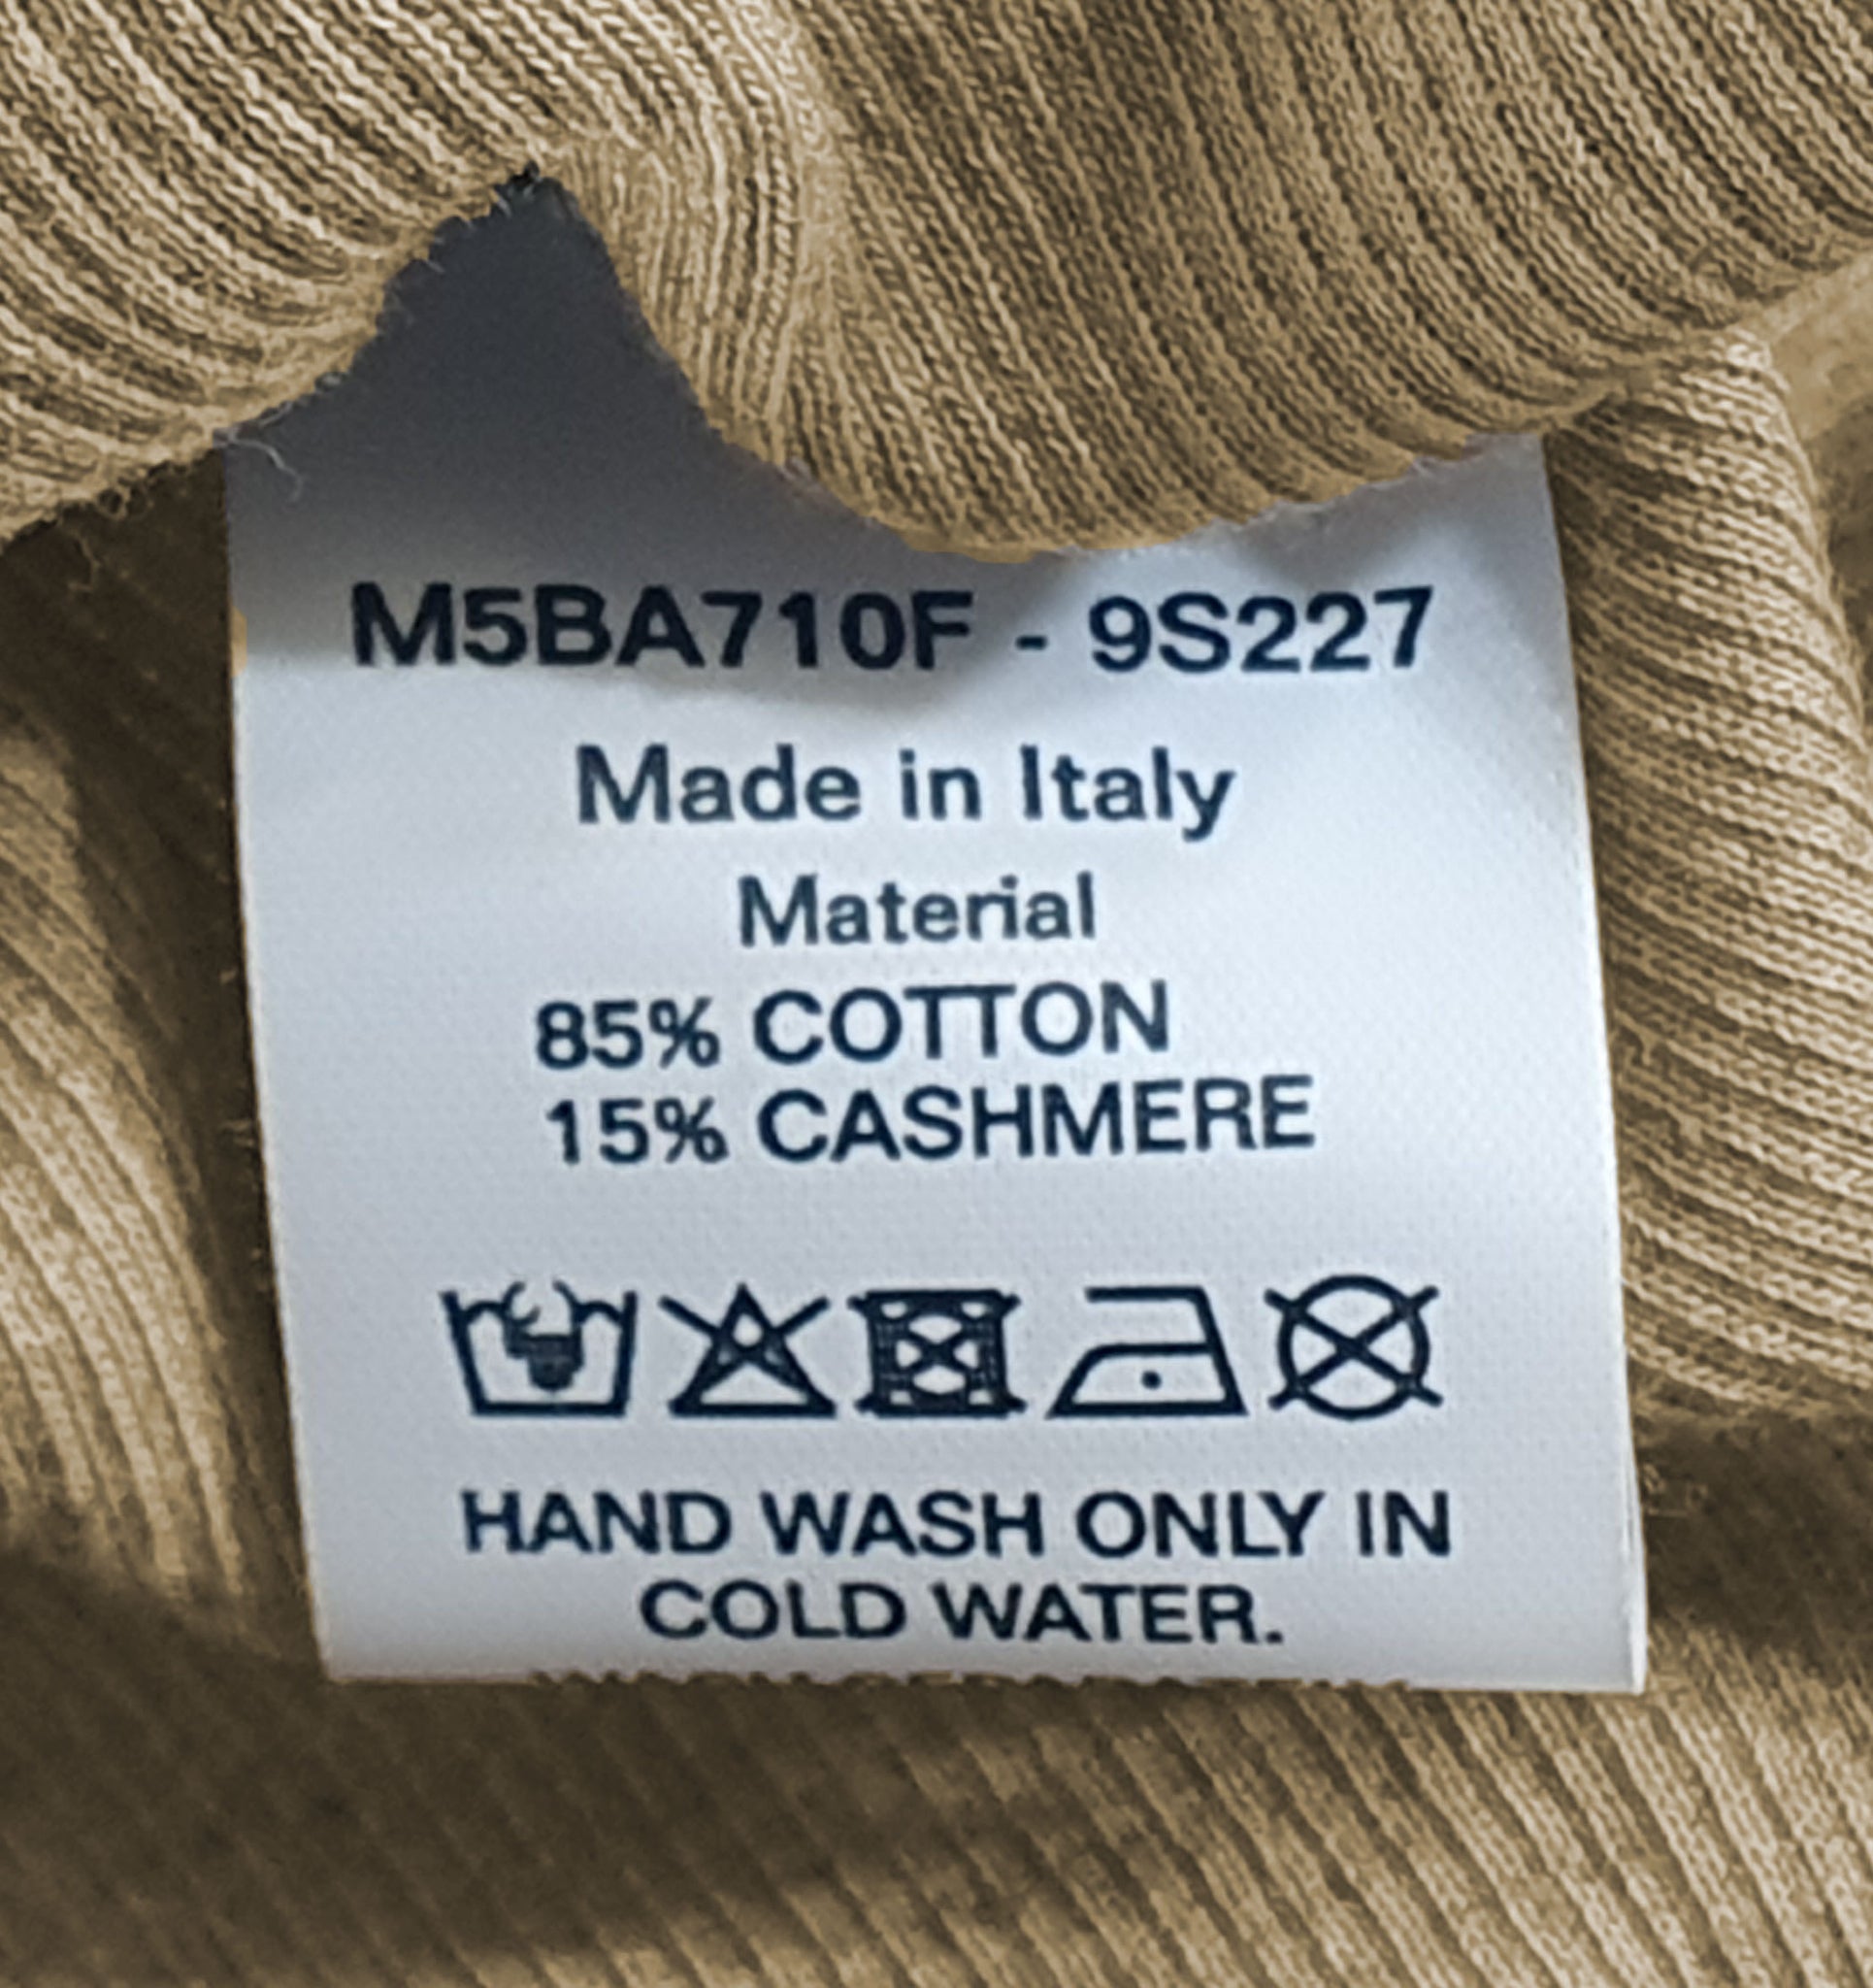 M5BA710F - 9S227
Made in Italy
Material
85% COTTON
15% CASHMERE
HAND WASH ONLY IN
COLD WATER.